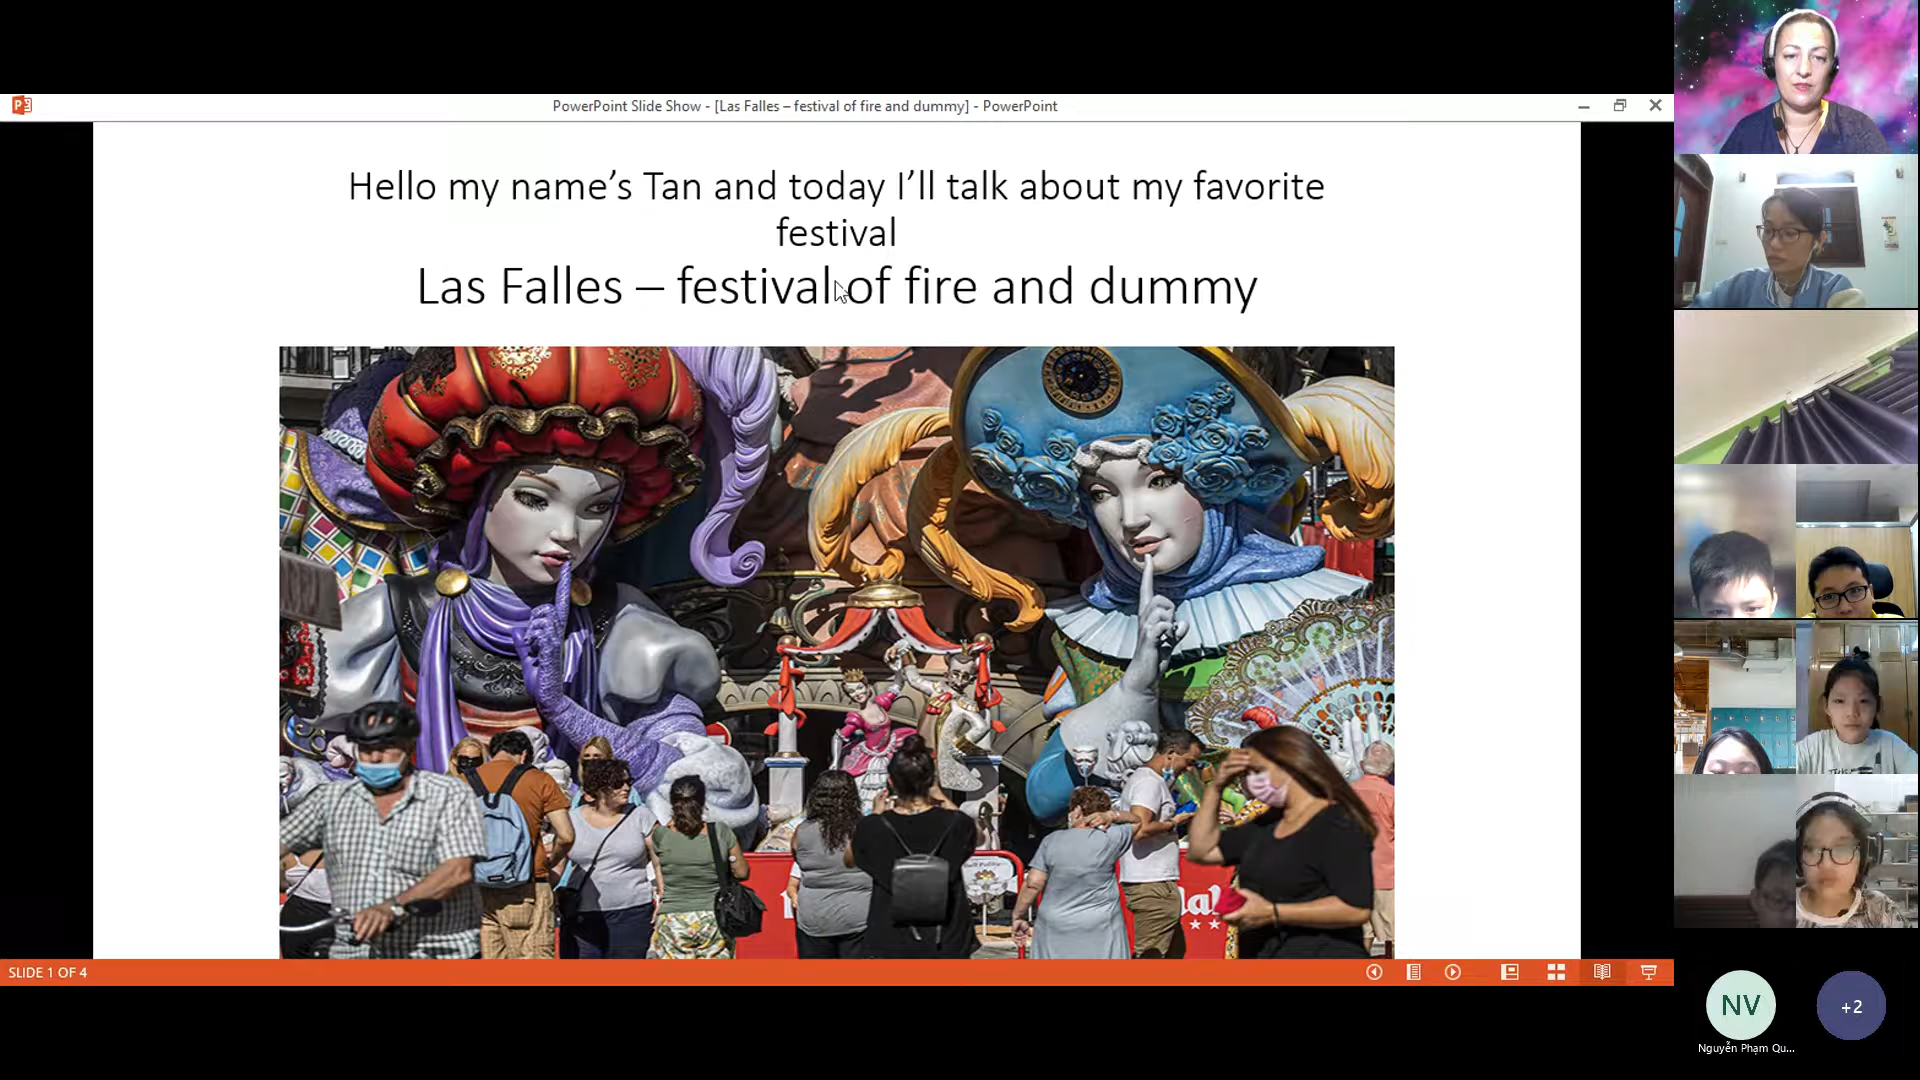 PowerPoint Slide Show - [Las Falles – festival of fire and dummy] - PowerPoint
Hello my name’s Tan and today I’ll talk about my favorite
festival
Las Falles – festival of fire and dummy
SLIDE 1 OF 4
NV
+2
Nguyễn Phạm Qu...